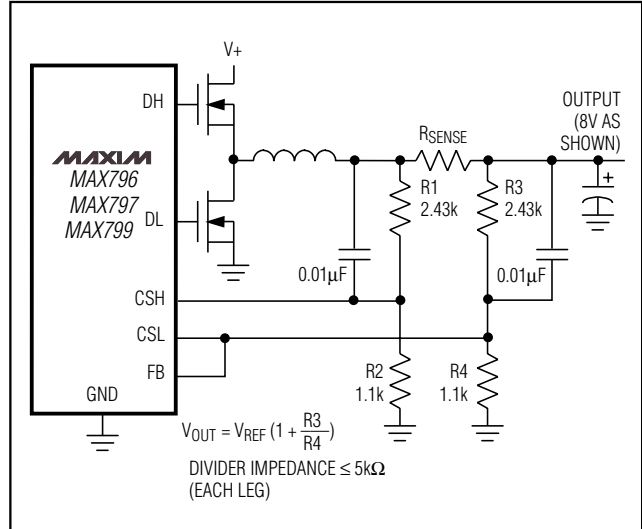 V+
DH
OUTPUT
(8V AS
SHOWN)
RSENSE
MAXIM
MAX796
MAX797
MAX799
DL
R1
2.43k
R3
2.43k
0.01µF
0.01µF
CSH
CSL
FB
GND
R2
1.1k
R4
1.1k
VOUT = VREF (1 + R3/R4)
DIVIDER IMPEDANCE ≤ 5kΩ
(EACH LEG)